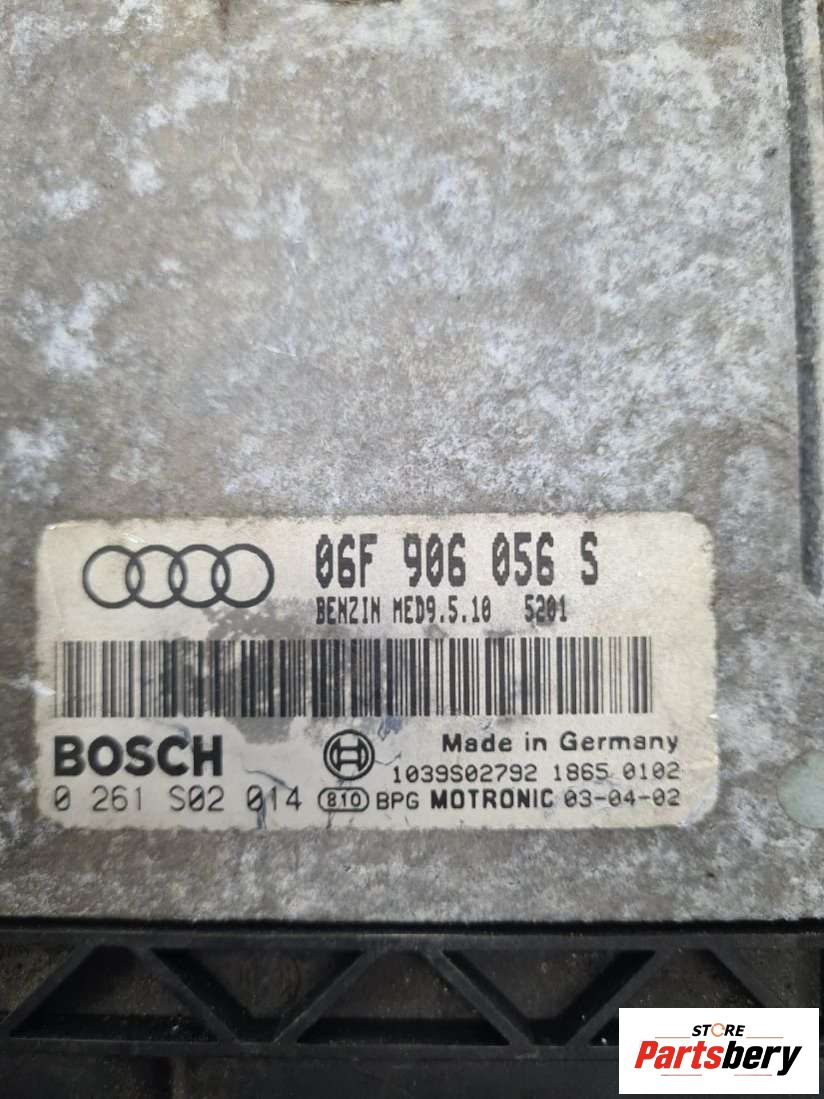 06F 906 056 S
BENZIN MED9.5.10 5201
BOSCH
Made in Germany
1039S02792 1865 0102
0 261 S02 014 810 BPG MOTRONIC 03-04-02
STORE
Partsbery